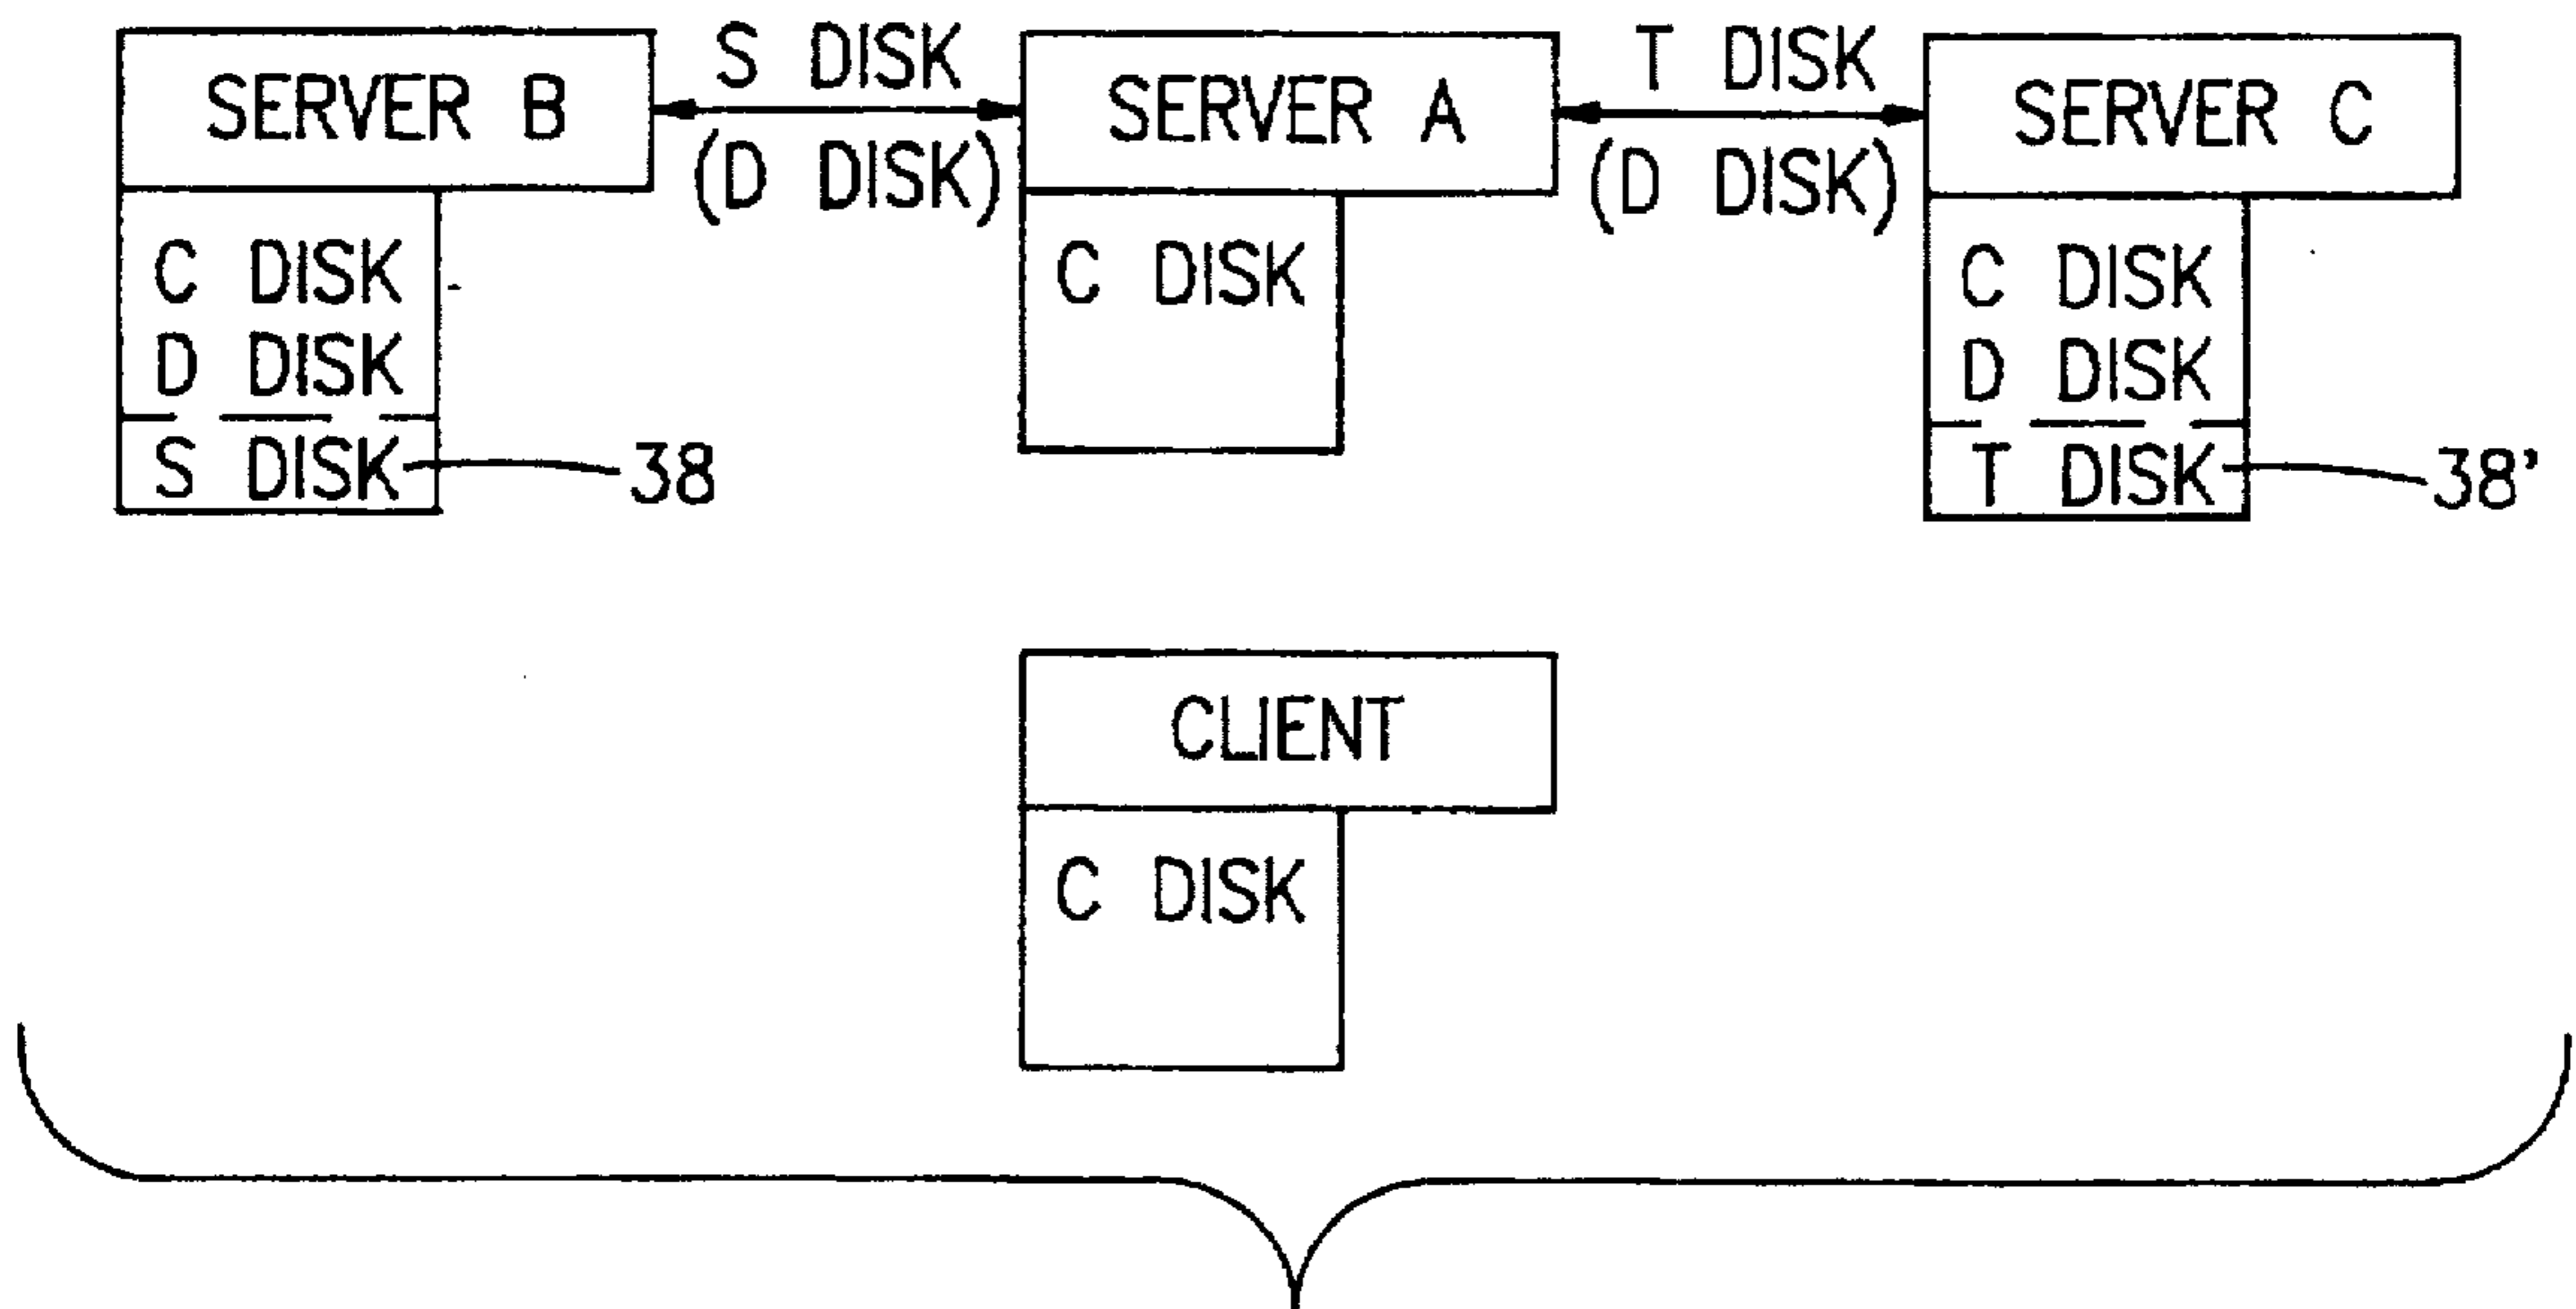 SERVER B
S DISK
(D DISK)
SERVER A
T DISK
(D DISK)
SERVER C
C DISK
D DISK
S DISK
38
C DISK
C DISK
D DISK
T DISK
38'
CLIENT
C DISK